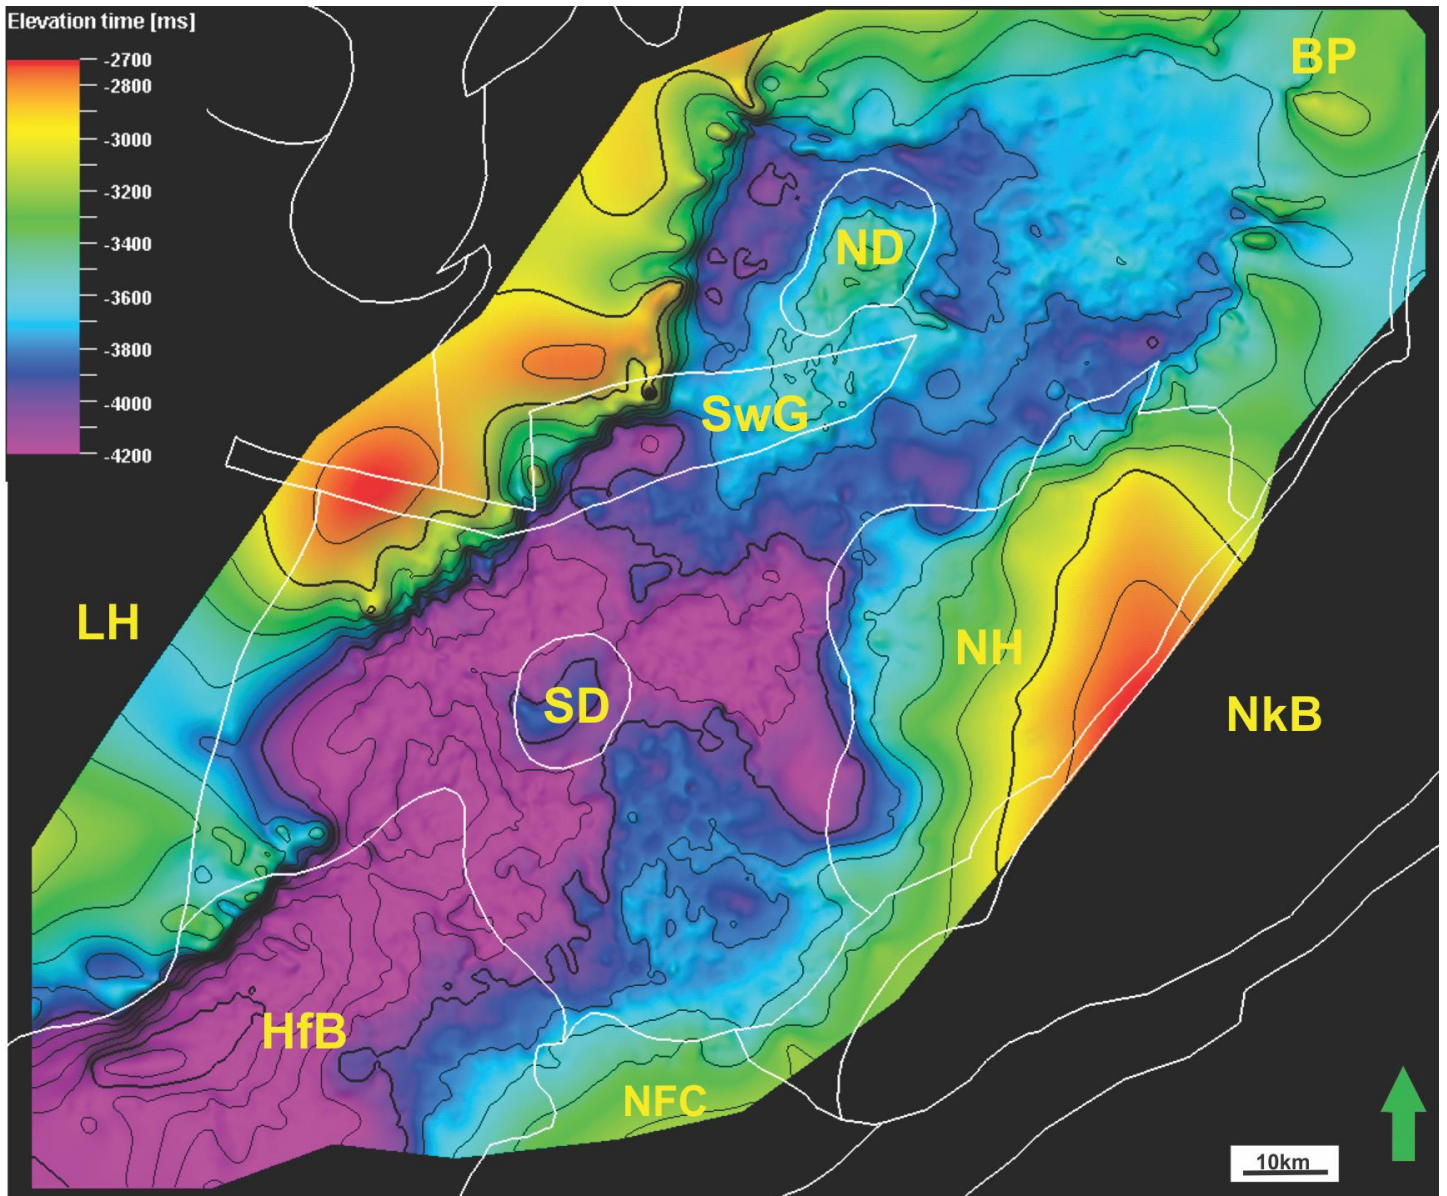 Elevation time [ms]
-2700
-2800
-3000
-3200
-3400
-3600
-3800
-4000
-4200
BP
ND
SwG
LH
NH
SD
NkB
HfB
NFC
10km